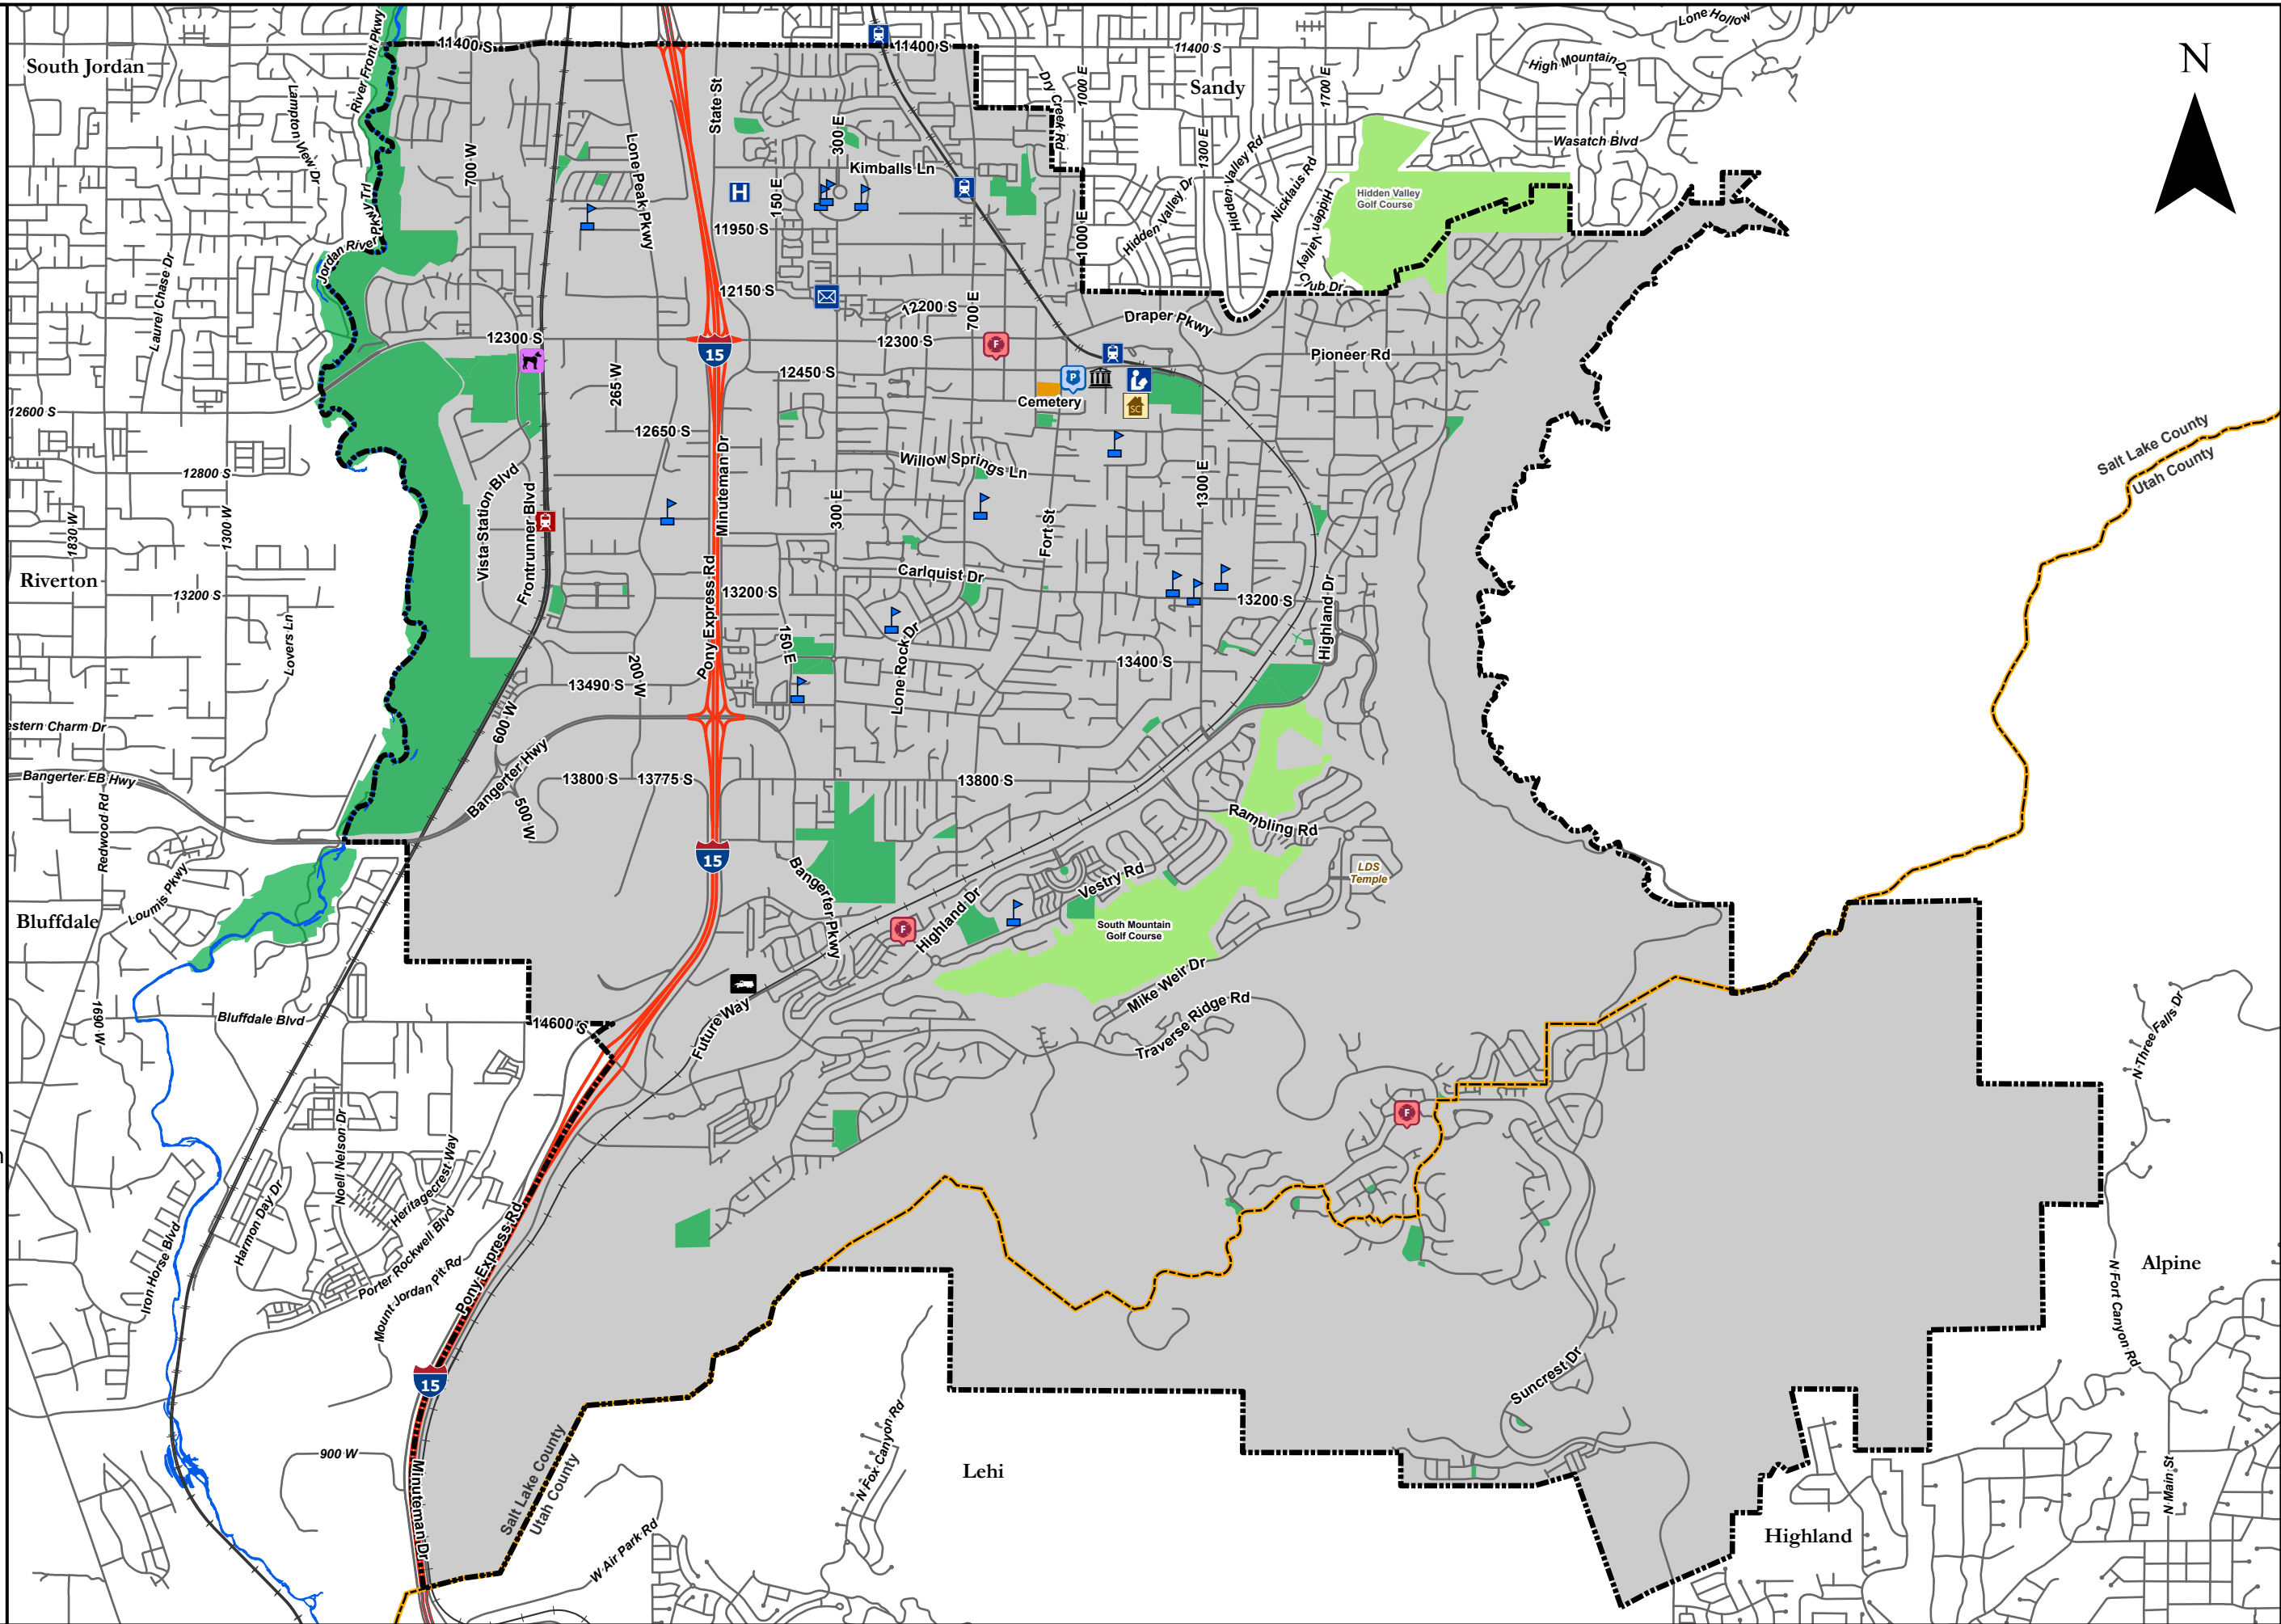 Lone Hollow
11400 S
11400 S
11400 S
South Jordan
River Front Pkwy
Lampton View Dr
Jordan River
Pkwy Trl
700 W
Lone Peak Pkwy
State St
300 E
Kimballs Ln
150 E
11950 S
H
Dry Creek Rd
1000 E
1000 E
Sandy
1300 E
1700 E
High Mountain Dr
Wasatch Blvd
Hidden Valley Rd
Hidden Valley Dr
Hidden
Nicklaus Rd
Hidden Valley
Club Dr
Hidden Valley
Golf Course
N
Laurel Chase Dr
12150 S
12200 S
700 E
Draper Pkwy
12300 S
15
12300 S
F
Pioneer Rd
P
SC
Cemetery
265 W
12450 S
12600 S
12650 S
Minuteman Dr
Willow Springs Ln
12800 S
Vista Station Blvd
Frontrunner Blvd
1830 W
1300 W
300 E
Fort St
1300 E
Salt Lake County
Utah County
Riverton
Carlquist Dr
13200 S
13200 S
13200 S
Pony Express Rd
Highland Dr
Lovers Ln
150 E
Lone Rock Dr
13400 S
13490 S
200 W
600 W
estern Charm Dr
Bangerter EB Hwy
Bangerter Hwy
13800 S
13775 S
13800 S
500 W
Redwood Rd
Rambling Rd
15
LDS
Temple
Vestry Rd
Bangerter Pkwy
Loumis Pkwy
Bluffdale
F
Highland Dr
South Mountain
Golf Course
Mike Weir Dr
Traverse Ridge Rd
Future Way
14600 S
Bluffdale Blvd
1690 W
N Three Falls Dr
F
Noell Nelson Dr
Heritagecrest Way
Harmon Day Dr
Porter Rockwell Blvd
Mount Jordan Pit Rd
Iron Horse Blvd
Pony Express Rd
Alpine
N Fort Canyon Rd
15
Suncrest Dr
900 W
Minuteman Dr
Salt Lake County
Utah County
N Fox Canyon Rd
Lehi
W Air Park Rd
N Main St
Highland